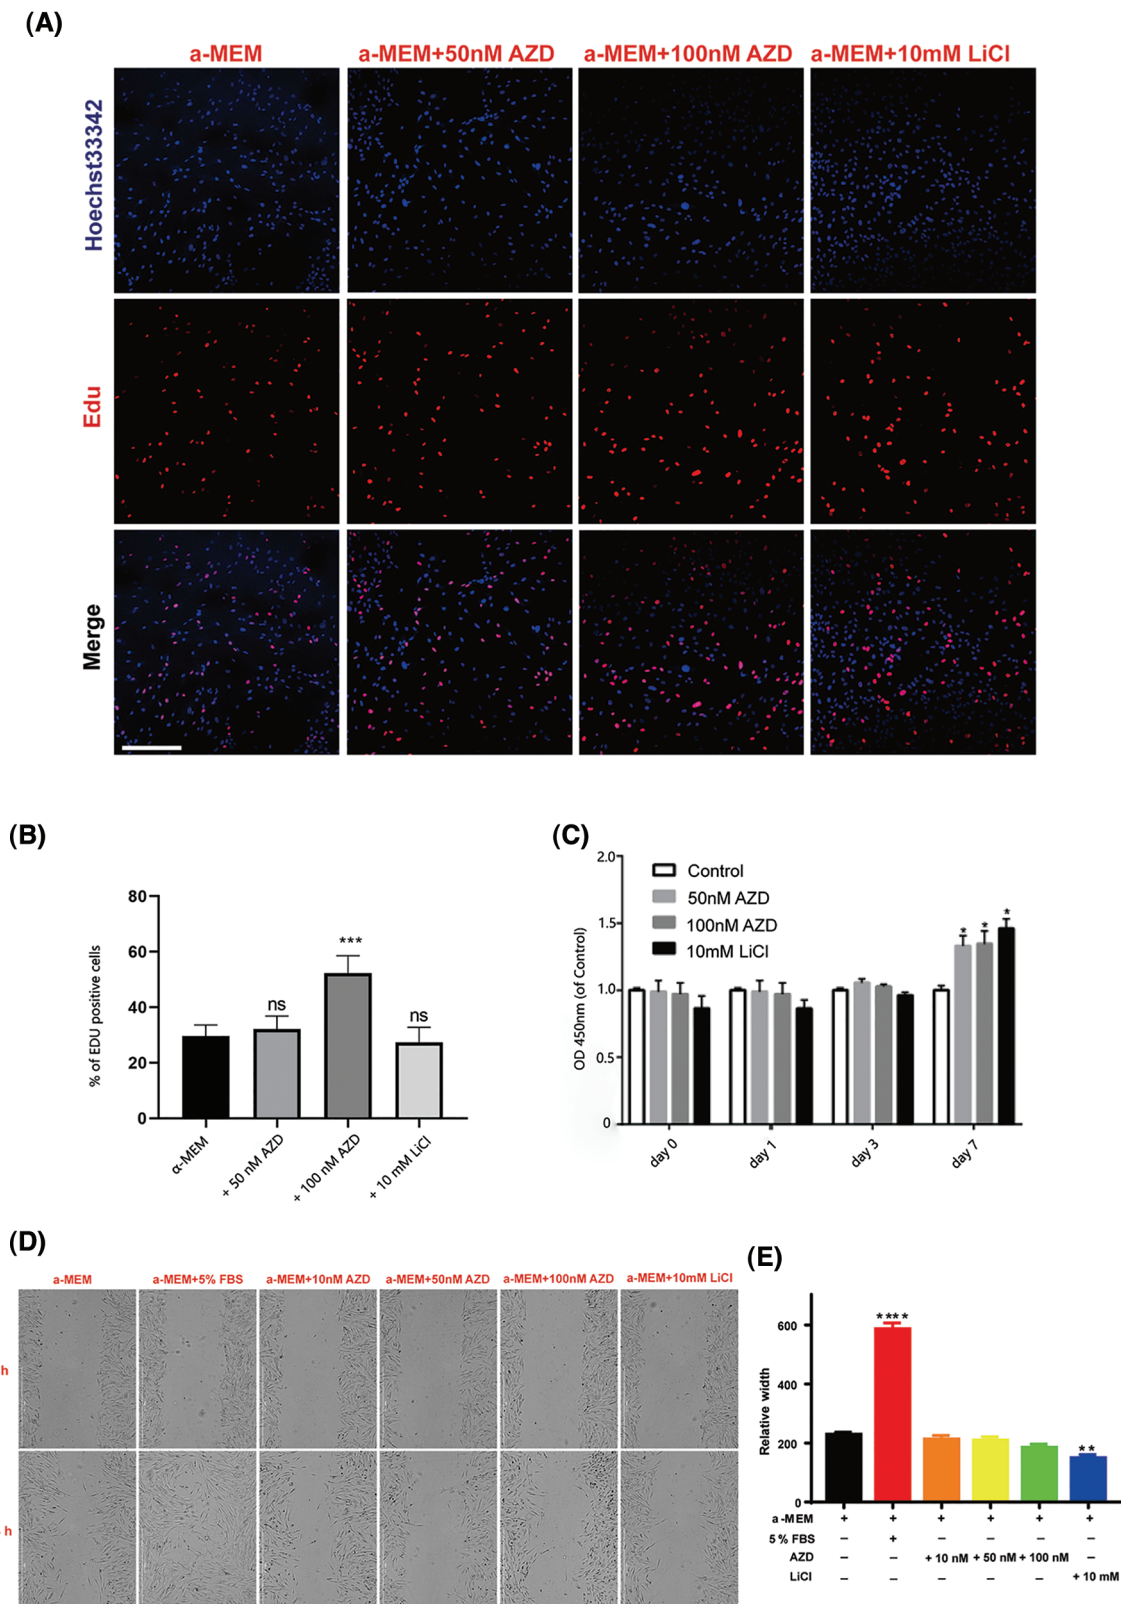 (A)
a-MEM
a-MEM+50nM AZD
a-MEM+100nM AZD
a-MEM+10mM LiCl
Hoechst33342
Edu
Merge
(B)
% of EDU positive cells
80
60
40
20
0
ns
***
ns
α-MEM
+ 50 nM AZD
+ 100 nM AZD
+ 10 mM LiCl
(C)
OD 450nm (of Control)
2.0
1.5
1.0
0.5
0
Control
50nM AZD
100nM AZD
10mM LiCl
* * *
day 0
day 1
day 3
day 7
(D)
a-MEM
a-MEM+5% FBS
a-MEM+10nM AZD
a-MEM+50nM AZD
a-MEM+100nM AZD
a-MEM+10mM LiCl
h
h
(E)
Relative width
600
400
200
0
****
**
a-MEM + + + + + +
5% FBS – + – – – –
AZD – – + 10 nM + 50 nM + 100 nM –
LiCl – – – – – + 10 mM